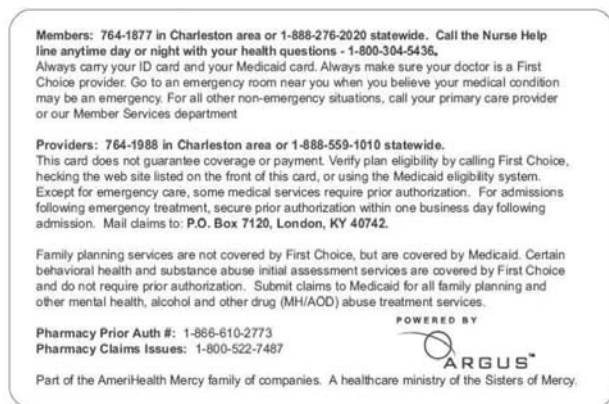 Members: 764-1877 in Charleston area or 1-888-276-2020 statewide. Call the Nurse Help
line anytime day or night with your health questions - 1-800-304-5436.
Always carry your ID card and your Medicaid card. Always make sure your doctor is a First
Choice provider. Go to an emergency room near you when you believe your medical condition
may be an emergency. For all other non-emergency situations, call your primary care provider
or our Member Services department
Providers: 764-1988 in Charleston area or 1-888-559-1010 statewide.
This card does not guarantee coverage or payment. Verify plan eligibility by calling First Choice,
hecking the web site listed on the front of this card, or using the Medicaid eligibility system.
Except for emergency care, some medical services require prior authorization. For admissions
following emergency treatment, secure prior authorization within one business day following
admission. Mail claims to: P.O. Box 7120, London, KY 40742.
Family planning services are not covered by First Choice, but are covered by Medicaid. Certain
behavioral health and substance abuse initial assessment services are covered by First Choice
and do not require prior authorization. Submit claims to Medicaid for all family planning and
other mental health, alcohol and other drug (MH/AOD) abuse treatment services.
Pharmacy Prior Auth #: 1-866-610-2773
Pharmacy Claims Issues: 1-800-522-7487
POWERED BY
ARGUS™
Part of the AmeriHealth Mercy family of companies. A healthcare ministry of the Sisters of Mercy.